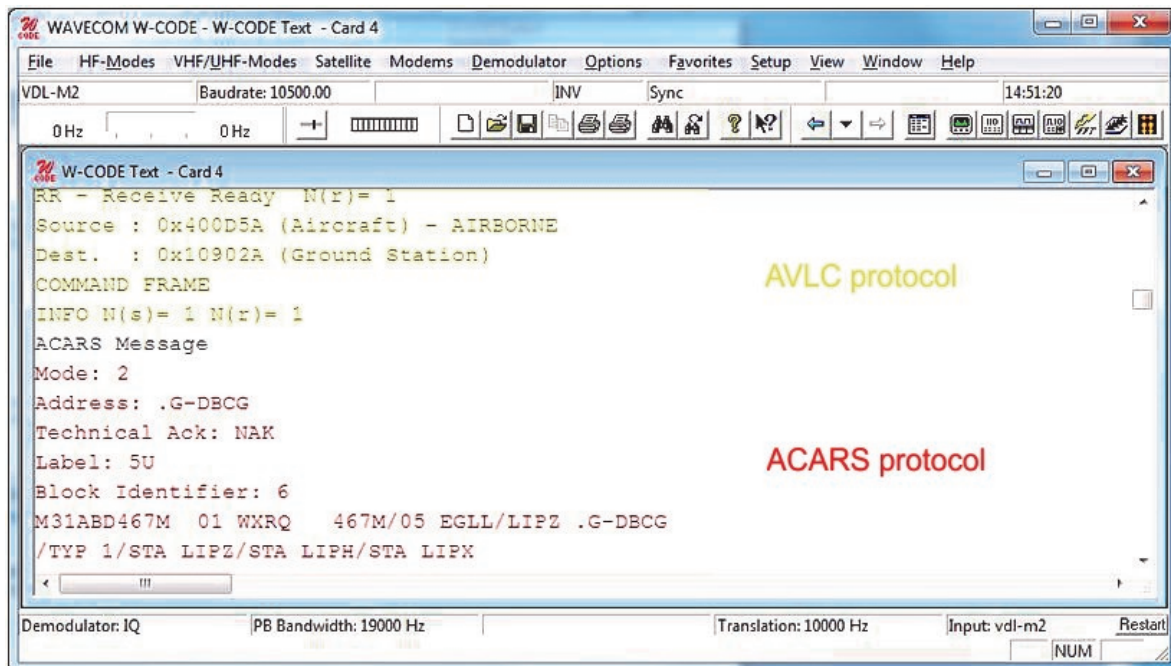 WAVECOM W-CODE - W-CODE Text - Card 4
File HF-Modes VHF/UHF-Modes Satellite Modems Demodulator Options Favorites Setup View Window Help
VDL-M2 Baudrate: 10500.00 INV Sync 14:51:20
0 Hz 0 Hz
W-CODE Text - Card 4
RR - Receive Ready N(r)= 1
Source : 0x400D5A (Aircraft) - AIRBORNE
Dest. : 0x10902A (Ground Station)
AVLC protocol
COMMAND FRAME
INFO N(s)= 1 N(r)= 1
ACARS Message
Mode: 2
Address: .G-DBCG
Technical Ack: NAK
Label: 5U
ACARS protocol
Block Identifier: 6
M31ABD467M 01 WXRQ 467M/05 EGLL/LIPZ .G-DBCG
/TYP 1/STA LIPZ/STA LIPH/STA LIPX
Demodulator: IQ PB Bandwidth: 19000 Hz Translation: 10000 Hz Input: vdl-m2 Restart
NUM